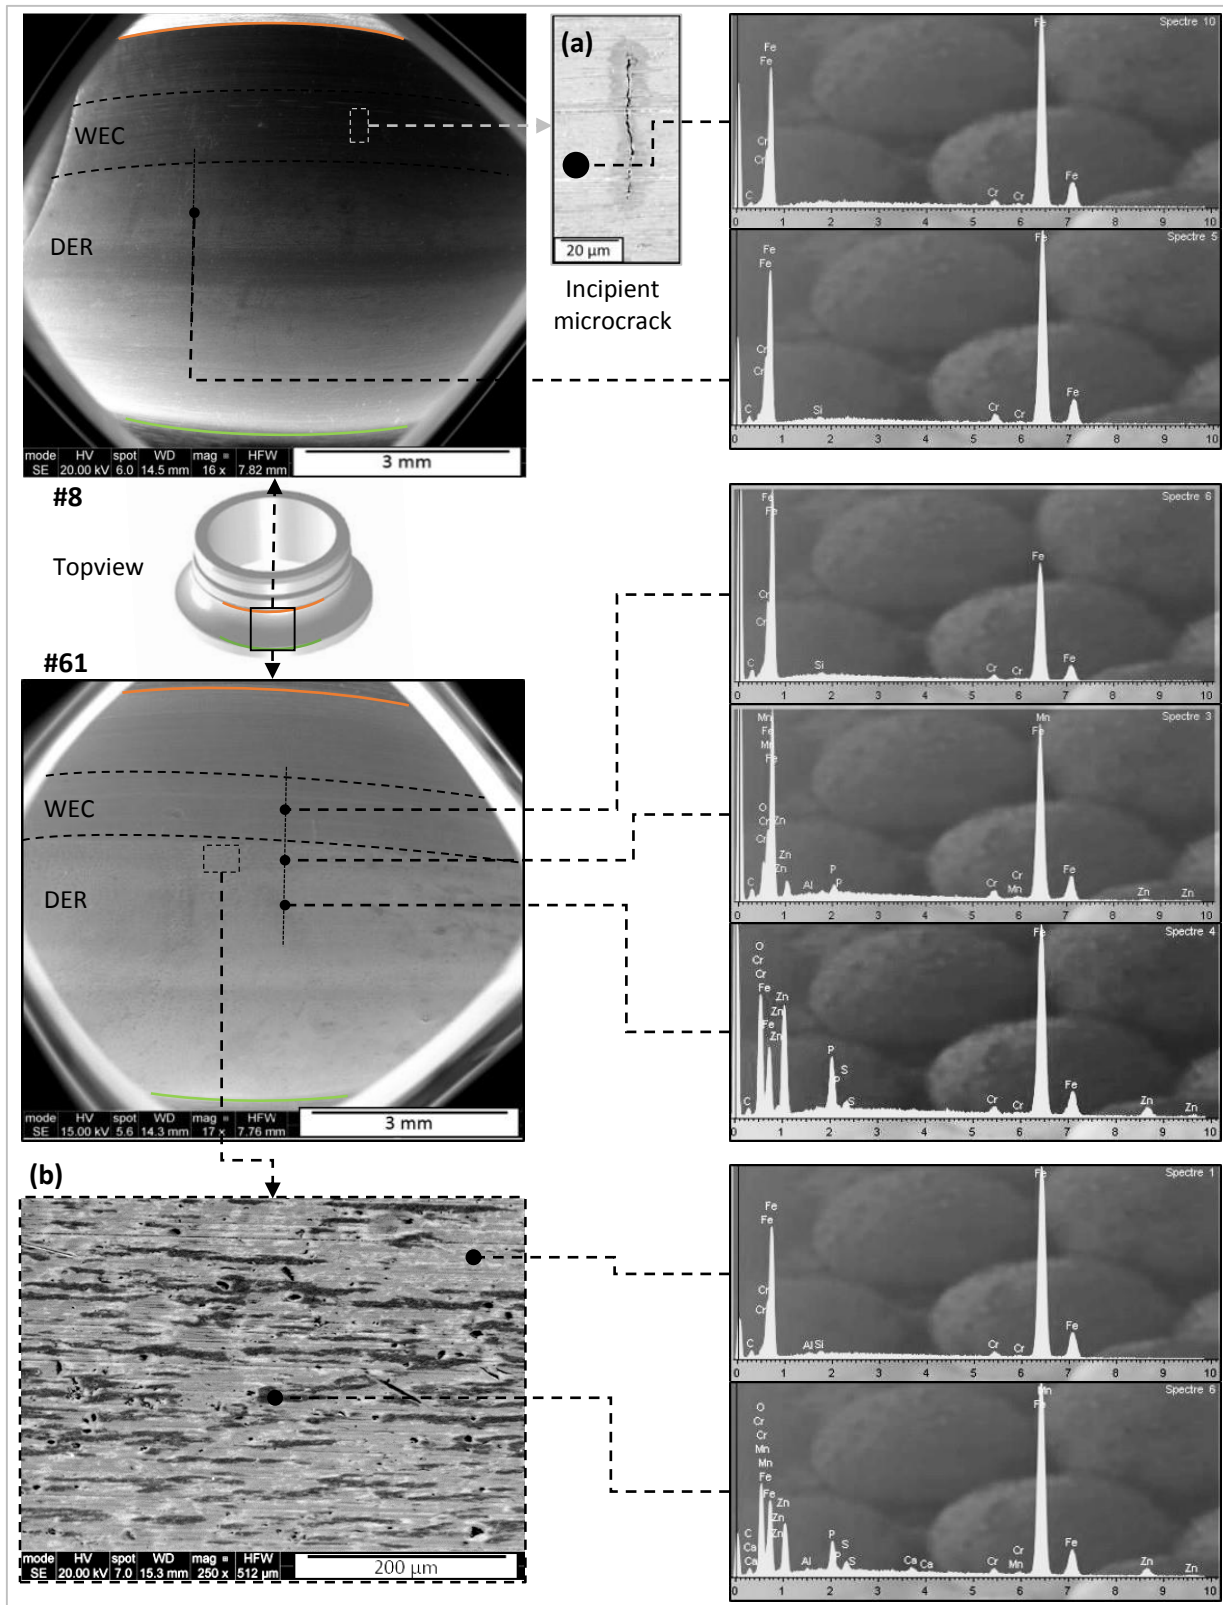 WEC
DER
mode HV spot WD mag HFW
SE 20.00 kV 6.0 14.5 mm 16 x 7.82 mm
3 mm
(a)
20 µm
Incipient
microcrack
Spectre 10
Fe
Fe
Fe
Cr
Cr
C
Cr
Cr
Fe
0 1 2 3 4 5 6 7 8 9 10
Spectre 5
Fe
Fe
Fe
Cr
Cr
C
Si
Cr
Cr
Fe
0 1 2 3 4 5 6 7 8 9 10
#8
Topview
#61
WEC
DER
mode HV spot WD mag HFW
SE 15.00 kV 5.6 14.3 mm 17 x 7.76 mm
3 mm
Spectre 6
Fe
Fe
Fe
Cr
Cr
C
Si
Cr
Cr
Fe
0 1 2 3 4 5 6 7 8 9 10
Spectre 3
Mn
Fe
Mn
Fe
O
Cr Zn
Cr
Zn
Zn
C
Al
P
P
Cr
Cr
Mn
Mn
Fe
Fe
Zn
Zn
0 1 2 3 4 5 6 7 8 9 10
Spectre 4
O
Cr
Cr
Fe
Zn
Zn
Fe
Zn
C
P
P
S
S
Cr
Cr
Fe
Fe
Zn
Zn
0 1 2 3 4 5 6 7 8 9 10
(b)
mode HV spot WD mag HFW
SE 20.00 kV 7.0 15.3 mm 250 x 512 µm
200 µm
Spectre 1
Fe
Fe
Fe
Cr
Cr
C
Al Si
Cr
Cr
Fe
0 1 2 3 4 5 6 7 8 9 10
Spectre 6
O
Cr
Cr
Mn
Mn
Fe
Fe
Zn
Zn
Zn
C
Ca
Ca
Al
P
P
S
S
Ca
Ca
Cr
Cr
Mn
Mn
Fe
Fe
Zn
Zn
0 1 2 3 4 5 6 7 8 9 10